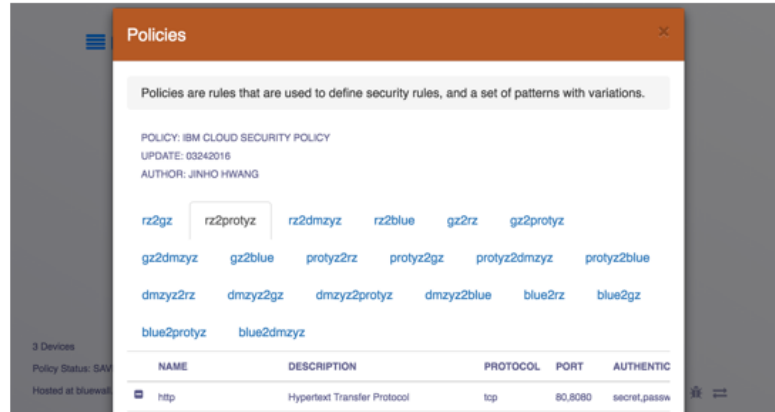 Policies ×
Policies are rules that are used to define security rules, and a set of patterns with variations.
POLICY: IBM CLOUD SECURITY POLICY
UPDATE: 03242016
AUTHOR: JINHO HWANG
rz2gz rz2protyz rz2dmzyz rz2blue gz2rz gz2protyz
gz2dmzyz gz2blue protyz2rz protyz2gz protyz2dmzyz protyz2blue
dmzyz2rz dmzyz2gz dmzyz2protyz dmzyz2blue blue2rz blue2gz
blue2protyz blue2dmzyz
NAME DESCRIPTION PROTOCOL PORT AUTHENTIC
http Hypertext Transfer Protocol tcp 80,8080 secret,passw
3 Devices
Policy Status: SAV
Hosted at bluewall